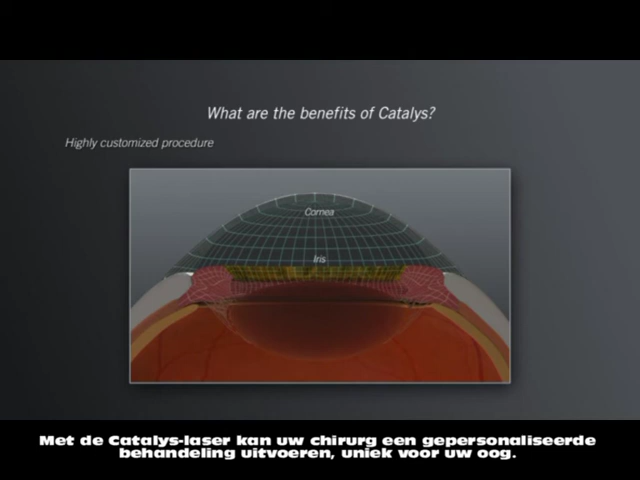 What are the benefits of Catalys?
Highly customized procedure
Cornea
Iris
Met de Catalys-laser kan uw chirurg een gepersonaliseerde
behandeling uitvoeren, uniek voor uw oog.